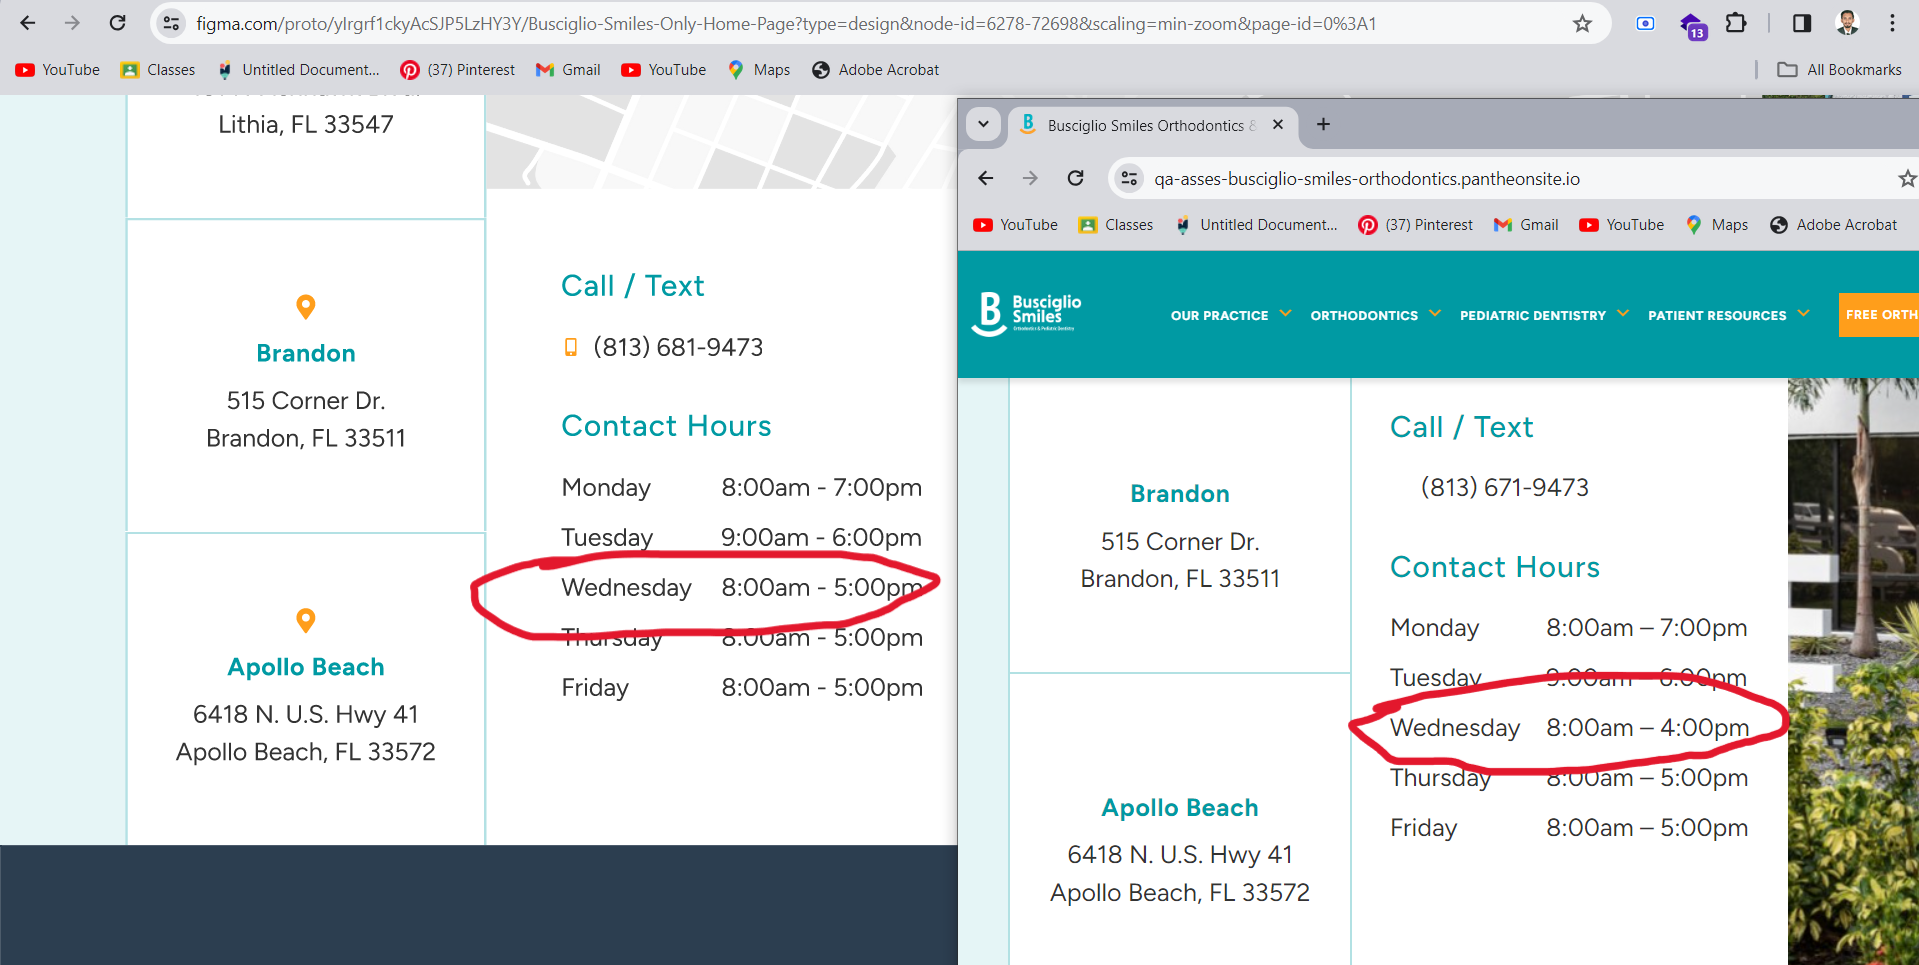 figma.com/proto/ylrgrf1ckyAcSJP5LzHY3Y/Busciglio-Smiles-Only-Home-Page?type=design&node-id=6278-72698&scaling=min-zoom&page-id=0%3A1
13
YouTube Classes Untitled Document... (37) Pinterest Gmail YouTube Maps Adobe Acrobat All Bookmarks
Lithia, FL 33547
Brandon
515 Corner Dr.
Brandon, FL 33511
Apollo Beach
6418 N. U.S. Hwy 41
Apollo Beach, FL 33572
Call / Text
(813) 681-9473
Contact Hours
Monday 8:00am - 7:00pm
Tuesday 9:00am - 6:00pm
Wednesday 8:00am - 5:00pm
Thursday 8:00am - 5:00pm
Friday 8:00am - 5:00pm
Busciglio Smiles Orthodontics &
qa-asses-busciglio-smiles-orthodontics.pantheonsite.io
YouTube Classes Untitled Document... (37) Pinterest Gmail YouTube Maps Adobe Acrobat
B Busciglio
Smiles
Orthodontics & Pediatric Dentistry
OUR PRACTICE ORTHODONTICS PEDIATRIC DENTISTRY PATIENT RESOURCES FREE ORTH
Brandon
515 Corner Dr.
Brandon, FL 33511
Apollo Beach
6418 N. U.S. Hwy 41
Apollo Beach, FL 33572
Call / Text
(813) 671-9473
Contact Hours
Monday 8:00am – 7:00pm
Tuesday 9:00am – 6:00pm
Wednesday 8:00am – 4:00pm
Thursday 8:00am – 5:00pm
Friday 8:00am – 5:00pm